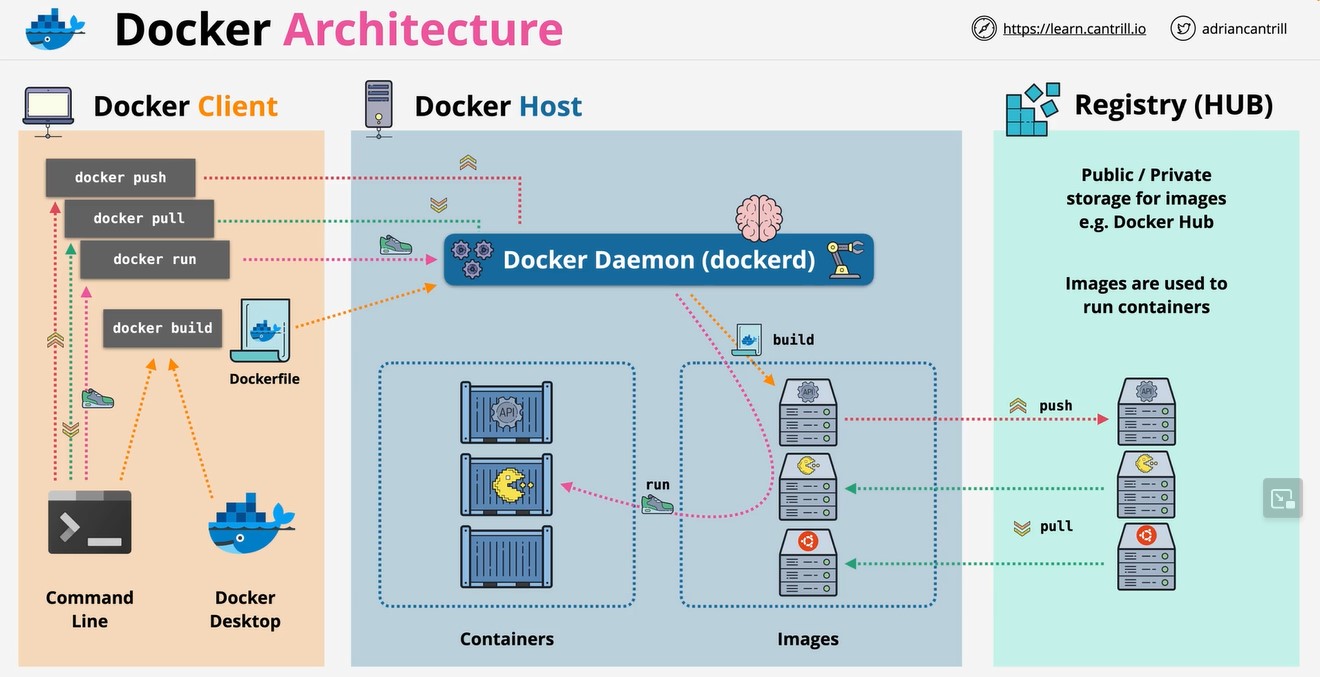 Docker Architecture
https://learn.cantrill.io
adriancantrill
Docker Client
docker push
docker pull
docker run
docker build
Dockerfile
Command
Line
Docker
Desktop
Docker Host
Docker Daemon (dockerd)
build
API
API
run
Containers
Images
Registry (HUB)
Public / Private
storage for images
e.g. Docker Hub
Images are used to
run containers
push
API
pull